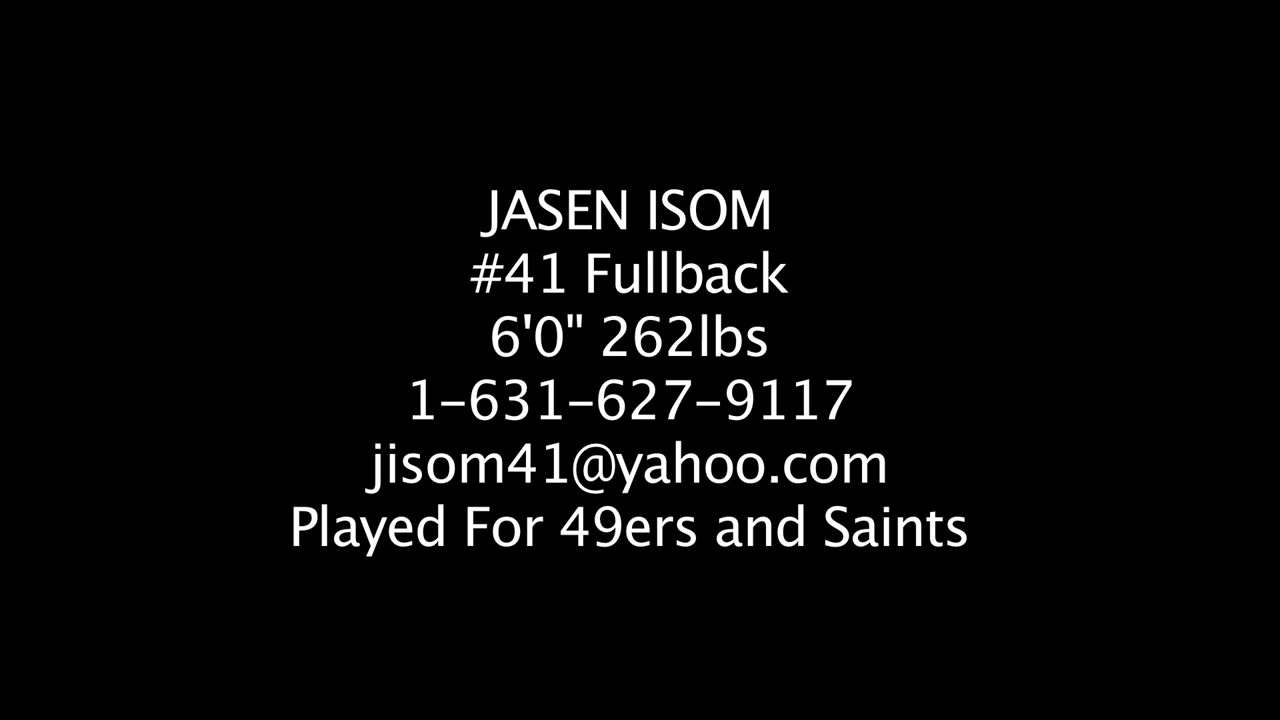 JASEN ISOM
#41 Fullback
6'0" 262lbs
1-631-627-9117
jisom41@yahoo.com
Played For 49ers and Saints